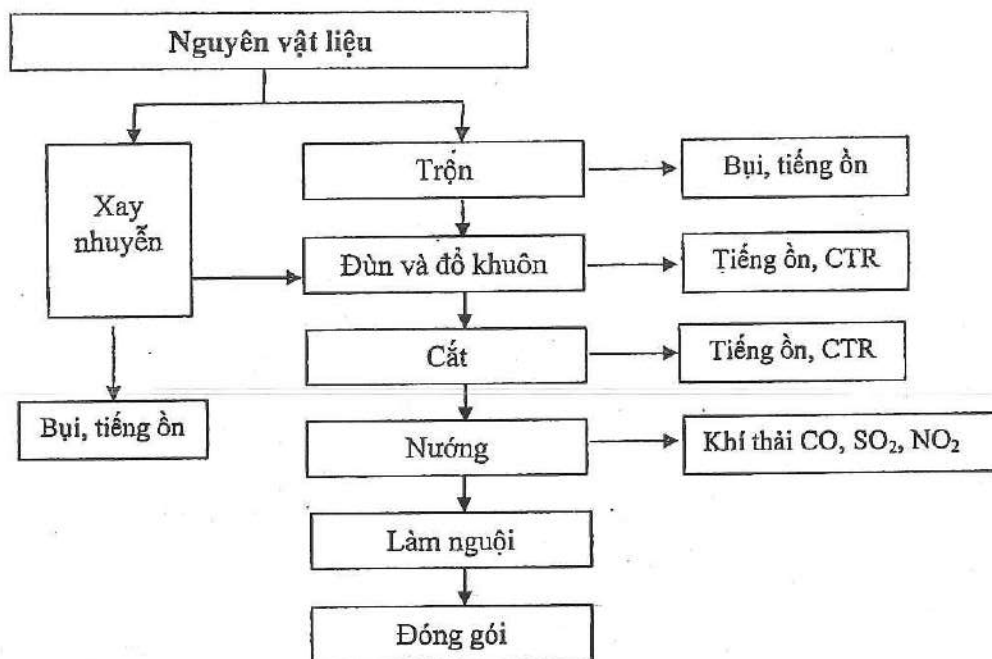 Nguyên vật liệu
Xay
nhuyễn
Trộn
Bụi, tiếng ồn
Đùn và đổ khuôn
Tiếng ồn, CTR
Cắt
Tiếng ồn, CTR
Bụi, tiếng ồn
Nướng
Khí thải CO, SO₂, NO₂
Làm nguội
Đóng gói